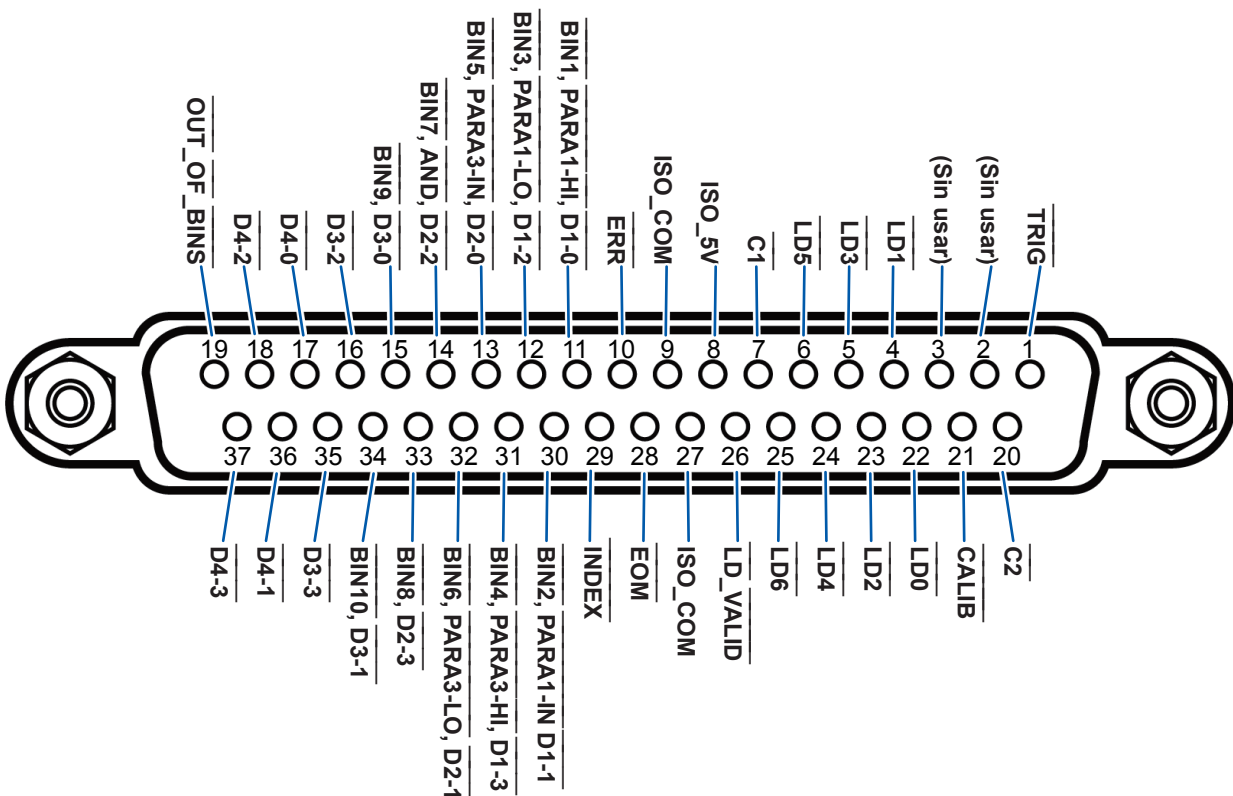 OUT_OF_BINS
D4-2
D4-0
D3-2
BIN9, D3-0
BIN7, AND, D2-2
BIN5, PARA3-IN, D2-0
BIN3, PARA1-LO, D1-2
BIN1, PARA1-HI, D1-0
ERR
ISO_COM
ISO_5V
C1
LD5
LD3
LD1
(Sin usar)
(Sin usar)
TRIG
19 18 17 16 15 14 13 12 11 10 9 8 7 6 5 4 3 2 1
37 36 35 34 33 32 31 30 29 28 27 26 25 24 23 22 21 20
D4-3
D4-1
D3-3
BIN10, D3-1
BIN8, D2-3
BIN6, PARA3-LO, D2-1
BIN4, PARA3-HI, D1-3
BIN2, PARA1-IN D1-1
INDEX
EOM
ISO_COM
LD_VALID
LD6
LD4
LD2
LD0
CALIB
C2